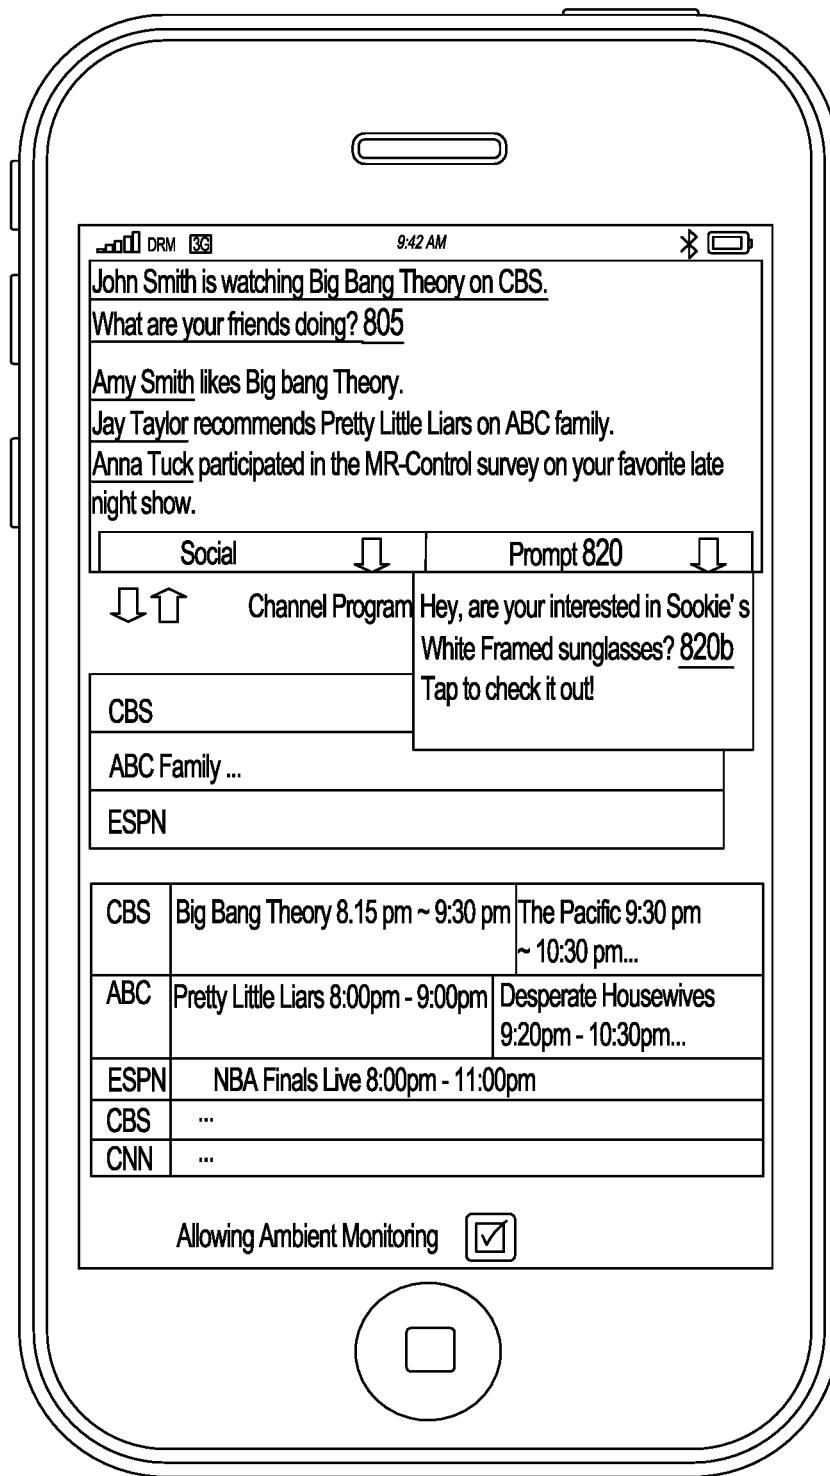 DRM 3G 9:42 AM
John Smith is watching Big Bang Theory on CBS.
What are your friends doing? 805
Amy Smith likes Big bang Theory.
Jay Taylor recommends Pretty Little Liars on ABC family.
Anna Tuck participated in the MR-Control survey on your favorite late
night show.
Social Prompt 820
Channel Program
Hey, are your interested in Sookie' s
White Framed sunglasses? 820b
Tap to check it out!
CBS
ABC Family ...
ESPN
CBS Big Bang Theory 8.15 pm ~ 9:30 pm The Pacific 9:30 pm
~ 10:30 pm...
ABC Pretty Little Liars 8:00pm - 9:00pm Desperate Housewives
9:20pm - 10:30pm...
ESPN NBA Finals Live 8:00pm - 11:00pm
CBS ...
CNN ...
Allowing Ambient Monitoring